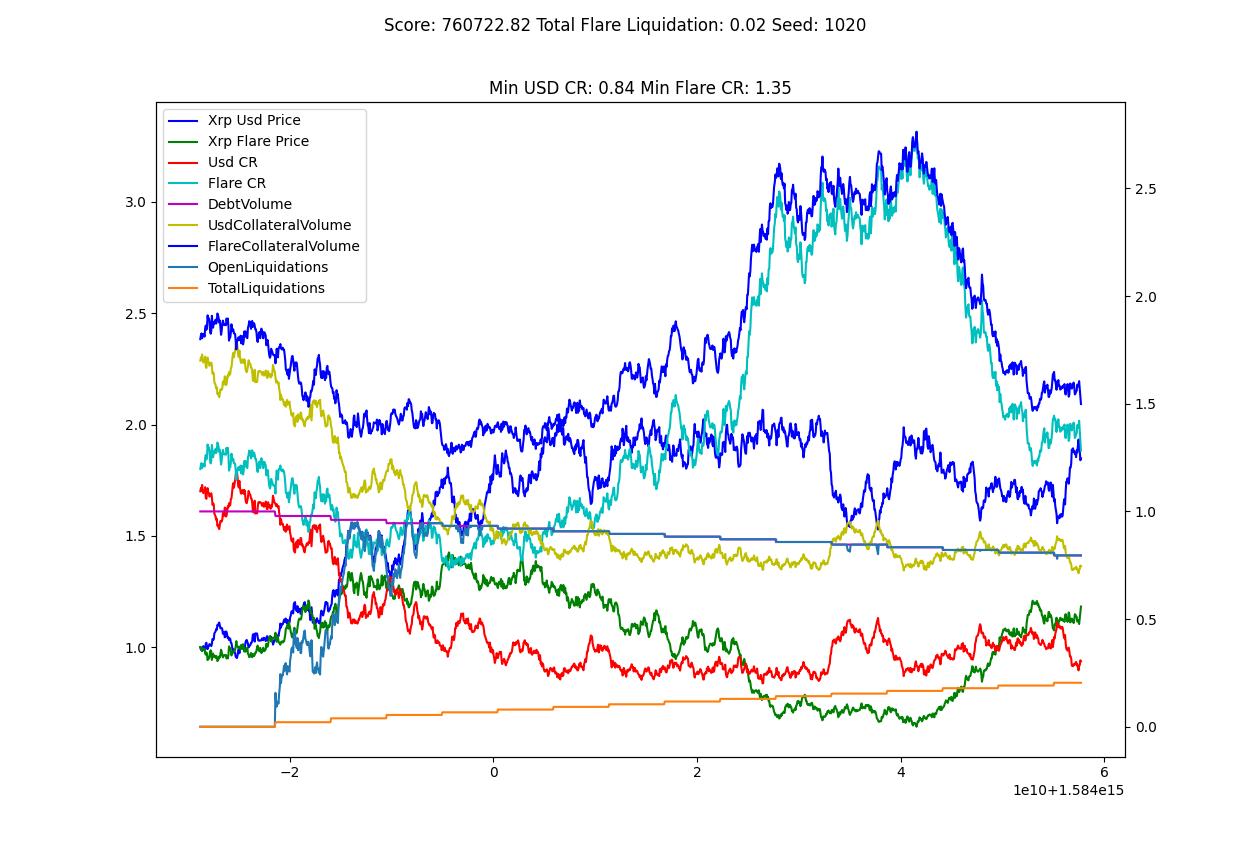 Score: 760722.82 Total Flare Liquidation: 0.02 Seed: 1020
Min USD CR: 0.84 Min Flare CR: 1.35
Xrp Usd Price
Xrp Flare Price
Usd CR
Flare CR
DebtVolume
UsdCollateralVolume
FlareCollateralVolume
OpenLiquidations
TotalLiquidations
3.0
2.5
2.0
1.5
1.0
2.5
2.0
1.5
1.0
0.5
0.0
−2 0 2 4 6
1e10+1.584e15